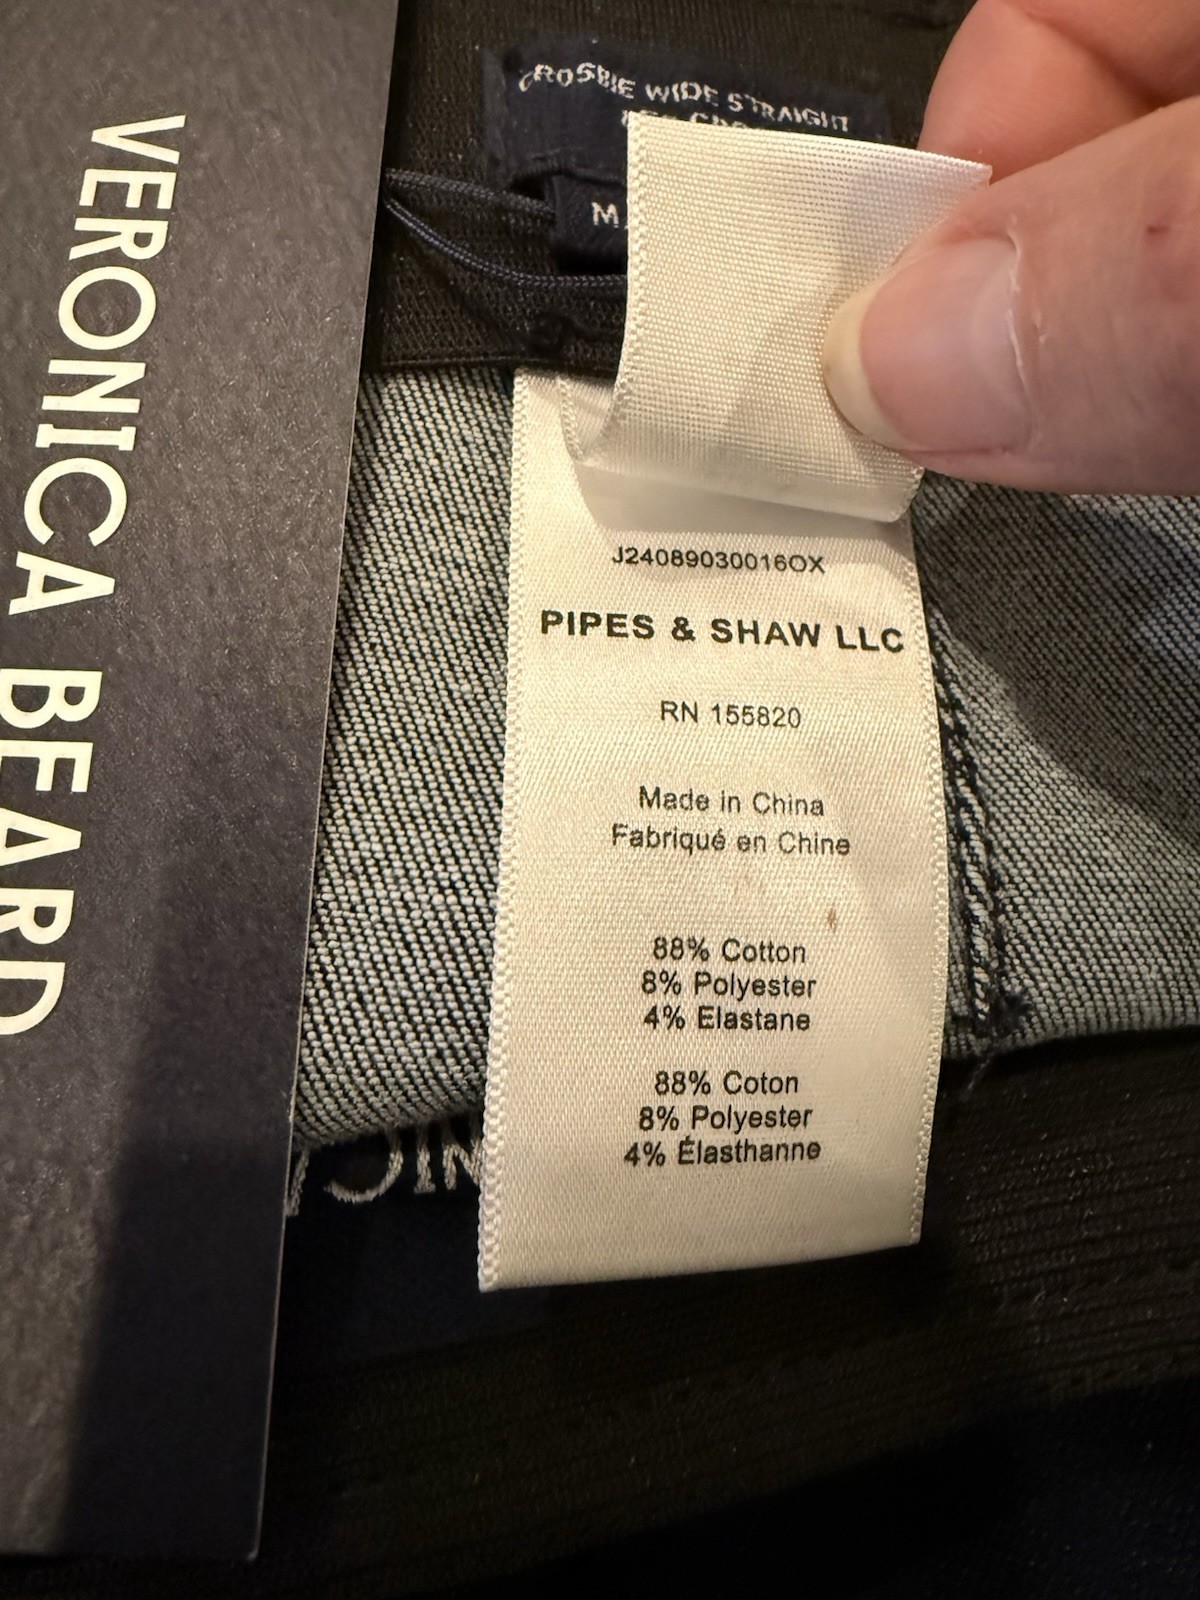 VERONICA BEARD
CROSBIE WIDE STRAIGHT
J24089030016OX
PIPES & SHAW LLC
RN 155820
Made in China
Fabriqué en Chine
88% Cotton
8% Polyester
4% Elastane
88% Coton
8% Polyester
4% Élasthanne